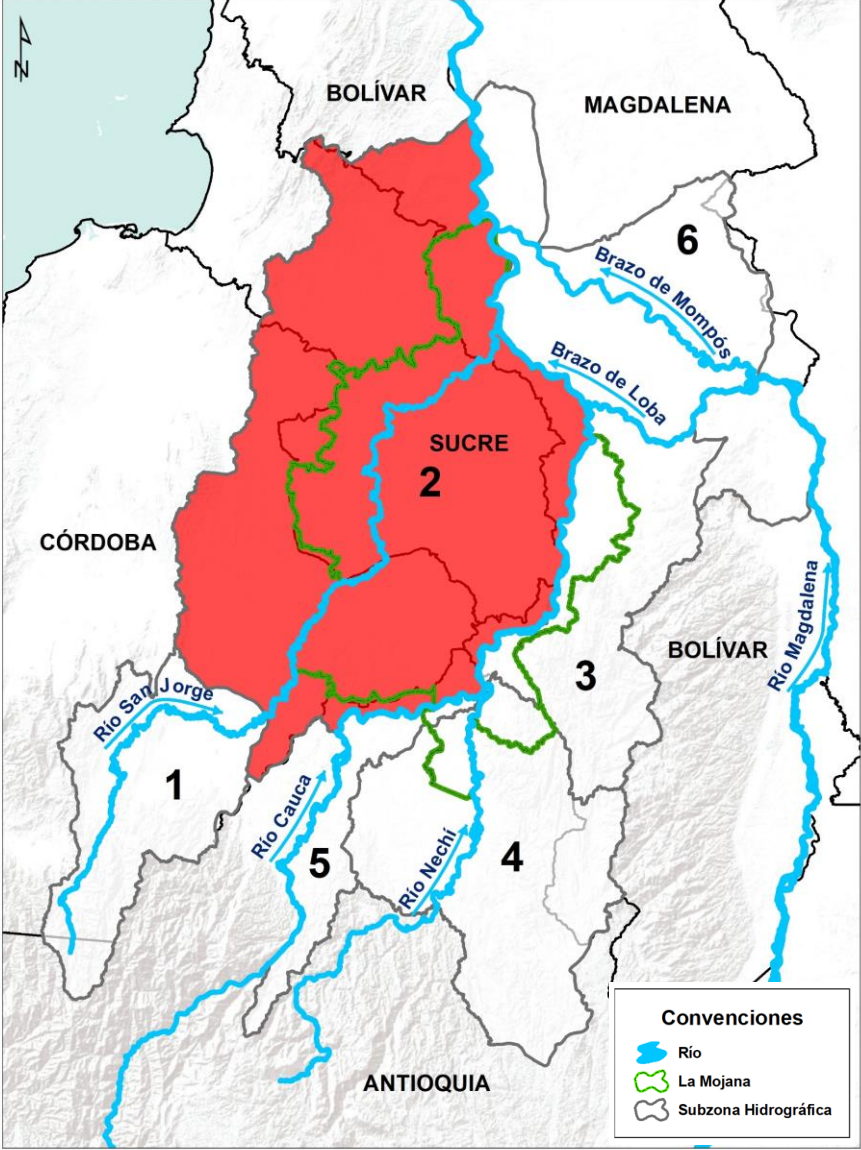 N
BOLÍVAR
MAGDALENA
6
Brazo de Mompós
Brazo de Loba
SUCRE
2
CÓRDOBA
Río Magdalena
BOLÍVAR
3
Río San Jorge
1
Río Cauca
5
Río Nechí
4
ANTIOQUIA
Convenciones
Río
La Mojana
Subzona Hidrográfica